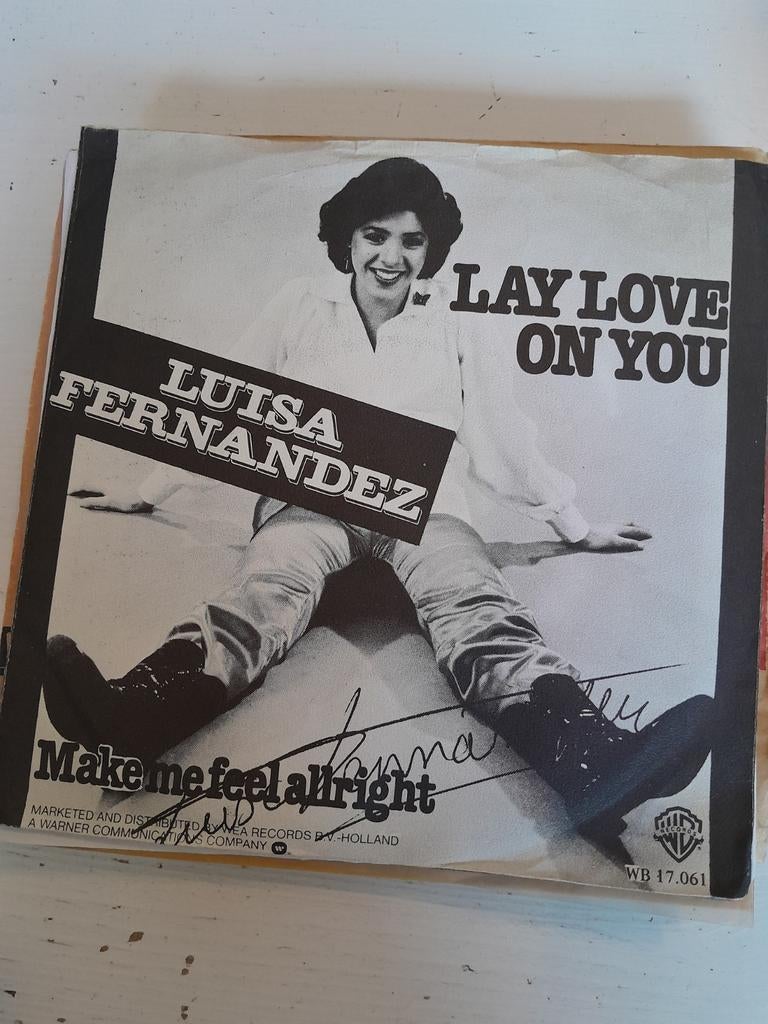 LAY LOVE
ON YOU
LUISA
FERNANDEZ
Make me feel allright
MARKETED AND DISTRIBUTED BY WEA RECORDS B.V.-HOLLAND
A WARNER COMMUNICATIONS COMPANY
RECORDS
WB 17.061